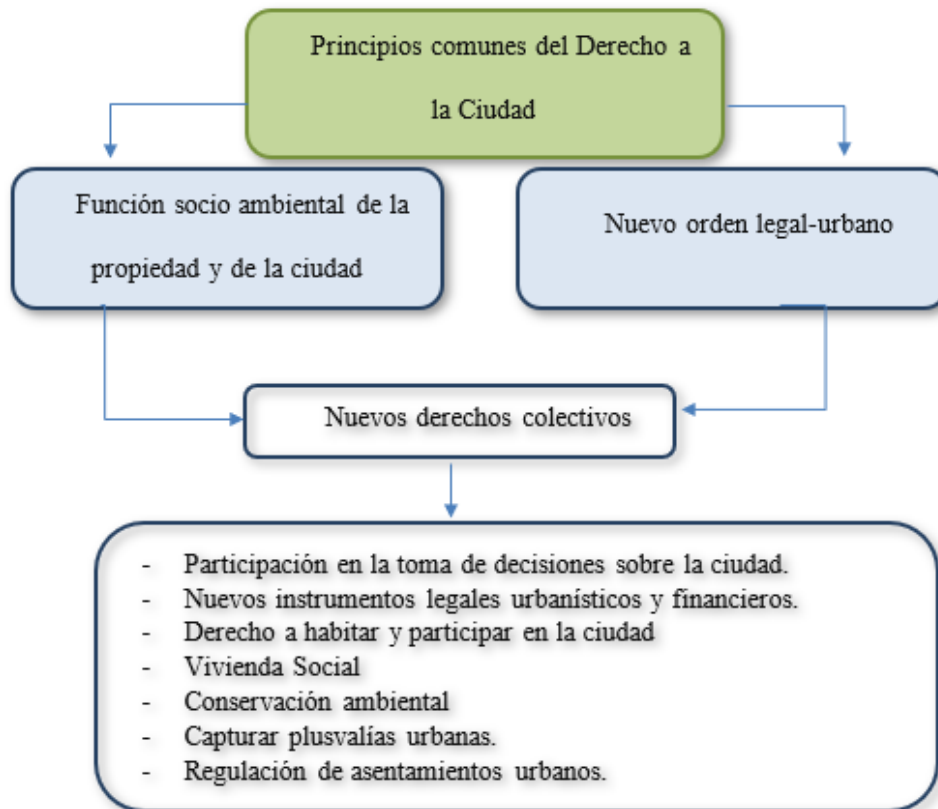 Principios comunes del Derecho a
la Ciudad
Función socio ambiental de la
propiedad y de la ciudad
Nuevo orden legal-urbano
Nuevos derechos colectivos
- Participación en la toma de decisiones sobre la ciudad.
- Nuevos instrumentos legales urbanísticos y financieros.
- Derecho a habitar y participar en la ciudad
- Vivienda Social
- Conservación ambiental
- Capturar plusvalías urbanas.
- Regulación de asentamientos urbanos.